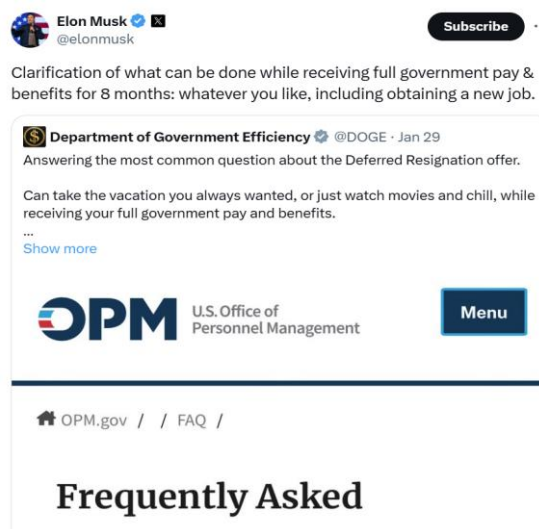 Elon Musk
@elonmusk
Subscribe
Clarification of what can be done while receiving full government pay &
benefits for 8 months: whatever you like, including obtaining a new job.
Department of Government Efficiency @DOGE · Jan 29
Answering the most common question about the Deferred Resignation offer.
Can take the vacation you always wanted, or just watch movies and chill, while
receiving your full government pay and benefits.
...
Show more
OPM
U.S. Office of
Personnel Management
Menu
OPM.gov / / FAQ /
Frequently Asked